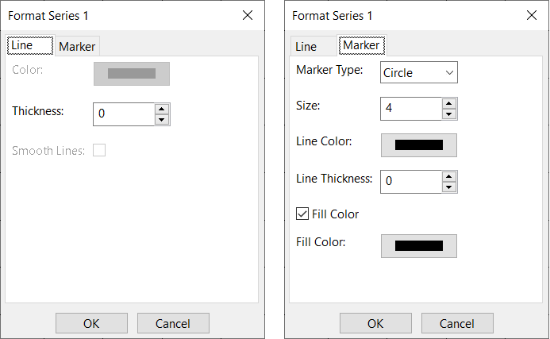 Format Series 1
Line Marker
Color:
Thickness: 0
Smooth Lines:
OK Cancel
Format Series 1
Line Marker
Marker Type: Circle
Size: 4
Line Color:
Line Thickness: 0
Fill Color
Fill Color:
OK Cancel